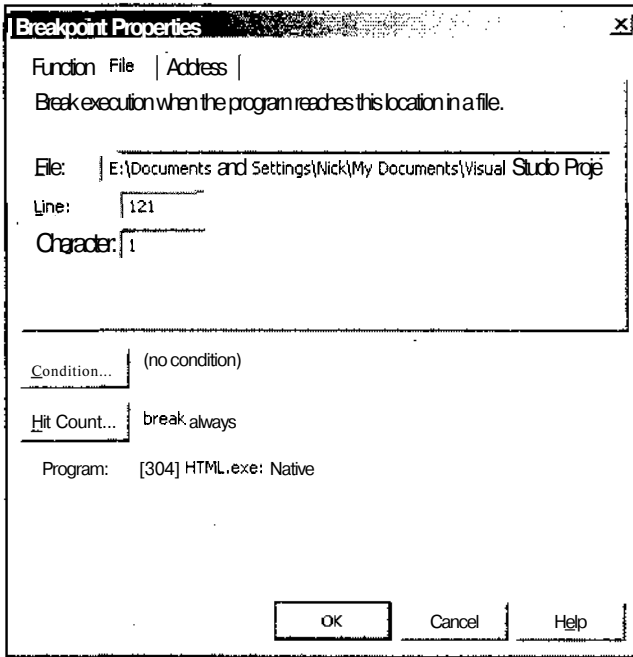 Breakpoint Properties
Function File | Address |
Break execution when the program reaches this location in a file.
File: E:\Documents and Settings\Nick\My Documents\Visual Studio Proje
Line: 121
Character: 1
Condition... (no condition)
Hit Count... break always
Program: [304] HTML.exe: Native
OK Cancel Help